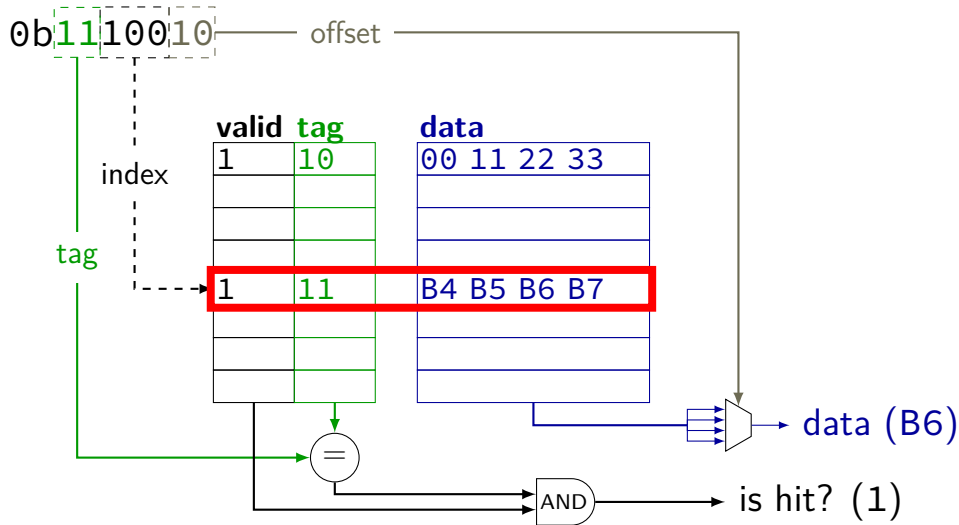 0b1110010
offset
valid tag data
1 10 00 11 22 33
index
tag
1 11 B4 B5 B6 B7
data (B6)
=
AND
is hit? (1)